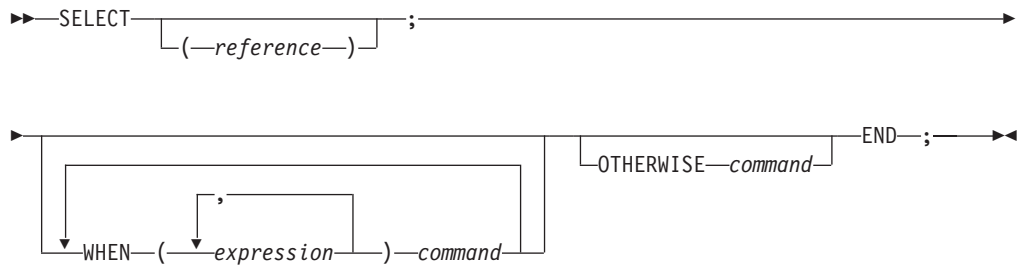 SELECT ;
( reference )
END ;
OTHERWISE command
,
WHEN ( expression ) command